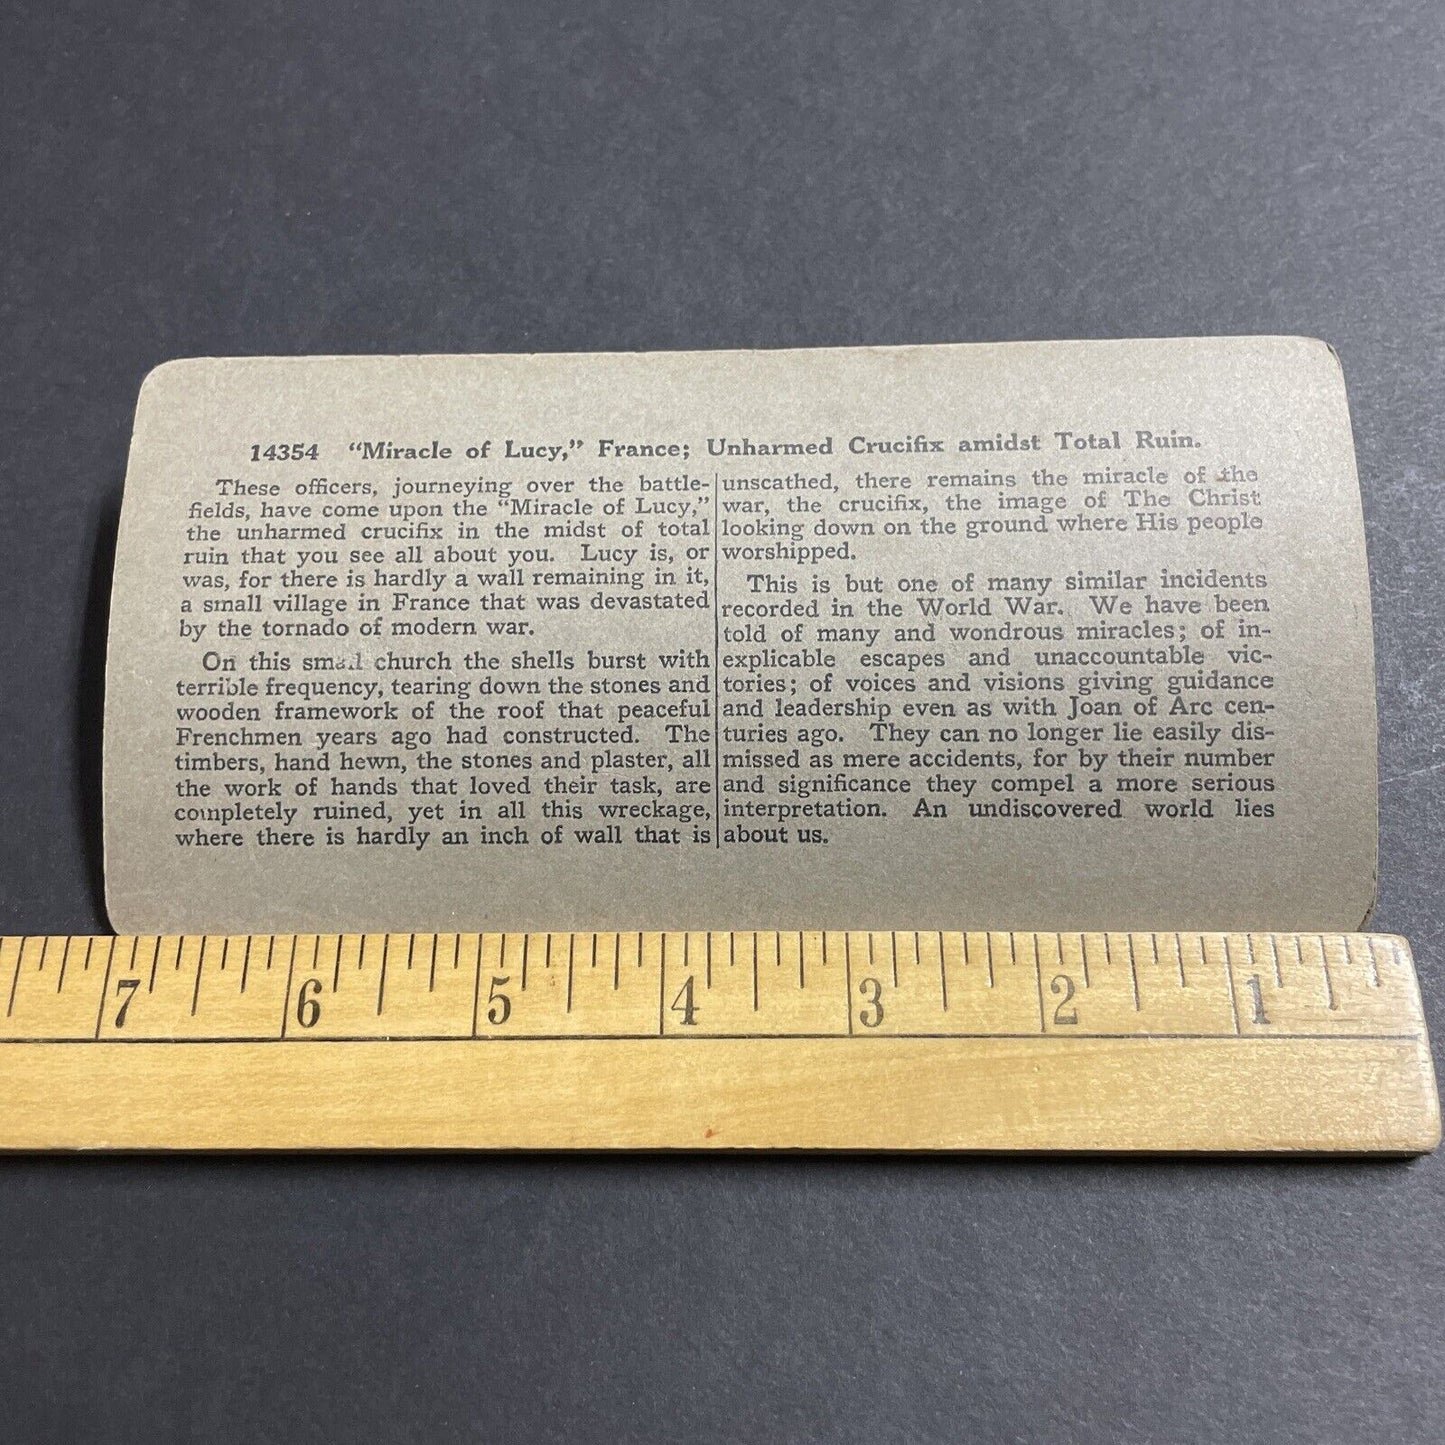 14354 "Miracle of Lucy," France; Unharmed Crucifix amidst Total Ruin.
These officers, journeying over the battle-
fields, have come upon the "Miracle of Lucy,"
the unharmed crucifix in the midst of total
ruin that you see all about you. Lucy is, or
was, for there is hardly a wall remaining in it,
a small village in France that was devastated
by the tornado of modern war.
On this small church the shells burst with
terrible frequency, tearing down the stones and
wooden framework of the roof that peaceful
Frenchmen years ago had constructed. The
timbers, hand hewn, the stones and plaster, all
the work of hands that loved their task, are
completely ruined, yet in all this wreckage,
where there is hardly an inch of wall that is
unscathed, there remains the miracle of the
war, the crucifix, the image of The Christ
looking down on the ground where His people
worshipped.
This is but one of many similar incidents
recorded in the World War. We have been
told of many and wondrous miracles; of in-
explicable escapes and unaccountable vic-
tories; of voices and visions giving guidance
and leadership even as with Joan of Arc cen-
turies ago. They can no longer lie easily dis-
missed as mere accidents, for by their number
and significance they compel a more serious
interpretation. An undiscovered world lies
about us.
7 6 5 4 3 2 1